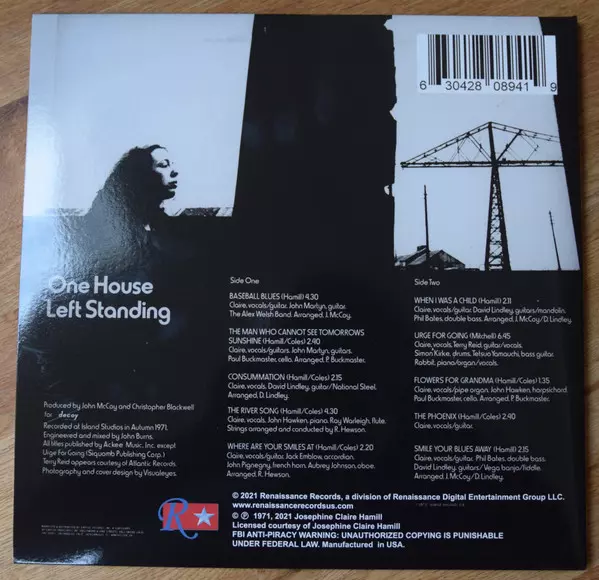 6 30428 08941 9
One House
Left Standing
Side One
BASEBALL BLUES (Hamill) 4.30
Claire, vocals/guitar. John Martyn, guitar.
The Alex Welsh Band. Arranged, J. McCoy.
THE MAN WHO CANNOT SEE TOMORROWS
SUNSHINE (Hamill/Coles) 2.40
Claire, vocals/guitars. John Martyn, guitars.
Paul Buckmaster, cello. Arranged, P. Buckmaster.
CONSUMMATION (Hamill/Coles) 2.15
Claire, vocals. David Lindley, guitar/National Steel.
Arranged, D. Lindley.
THE RIVER SONG (Hamill/Coles) 4.30
Claire, vocals. John Hawken, piano. Ray Warleigh, flute.
Strings arranged and conducted by R. Hewson.
WHERE ARE YOUR SMILES AT (Hamill/Coles) 2.20
Claire, vocals/guitar. Jack Emblow, accordian.
John Pignegny, french horn. Aubrey Johnson, oboe.
Arranged, R. Hewson.
Side Two
WHEN I WAS A CHILD (Hamill) 2.11
Claire, vocals/guitar. David Lindley, guitars/mandolin.
Phil Bates, double bass. Arranged, J. McCoy/D. Lindley.
URGE FOR GOING (Mitchell) 6.45
Claire, vocals. Terry Reid, guitar/vocals.
Simon Kirke, drums. Tetsuo Yamauchi, bass guitar.
Rabbit, piano/organ/vocals.
FLOWERS FOR GRANDMA (Hamill/Coles) 1.35
Claire, vocals/pipe organ. John Hawken, harpsichord.
Paul Buckmaster, cello. Arranged, P. Buckmaster.
THE PHOENIX (Hamill/Coles) 2.40
Claire, vocals/guitar.
SMILE YOUR BLUES AWAY (Hamill) 2.15
Claire, vocals/guitar. Phil Bates, double bass.
David Lindley, guitars/Vega banjo/fiddle.
Arranged, J. McCoy/D. Lindley.
Produced by John McCoy and Christopher Blackwell
for decoy
Recorded at Island Studios in Autumn 1971.
Engineered and mixed by John Burns.
All titles published by Ackee Music, Inc. except
Urge For Going (Siquomb Publishing Corp.)
Terry Reid appears courtesy of Atlantic Records.
Photography and cover design by Visualeyes.
R
© 2021 Renaissance Records, a division of Renaissance Digital Entertainment Group LLC.
www.renaissancerecordsus.com
© ℗ 1971, 2021 Josephine Claire Hamill
Licensed courtesy of Josephine Claire Hamill
FBI ANTI-PIRACY WARNING: UNAUTHORIZED COPYING IS PUNISHABLE
UNDER FEDERAL LAW. Manufactured in USA.